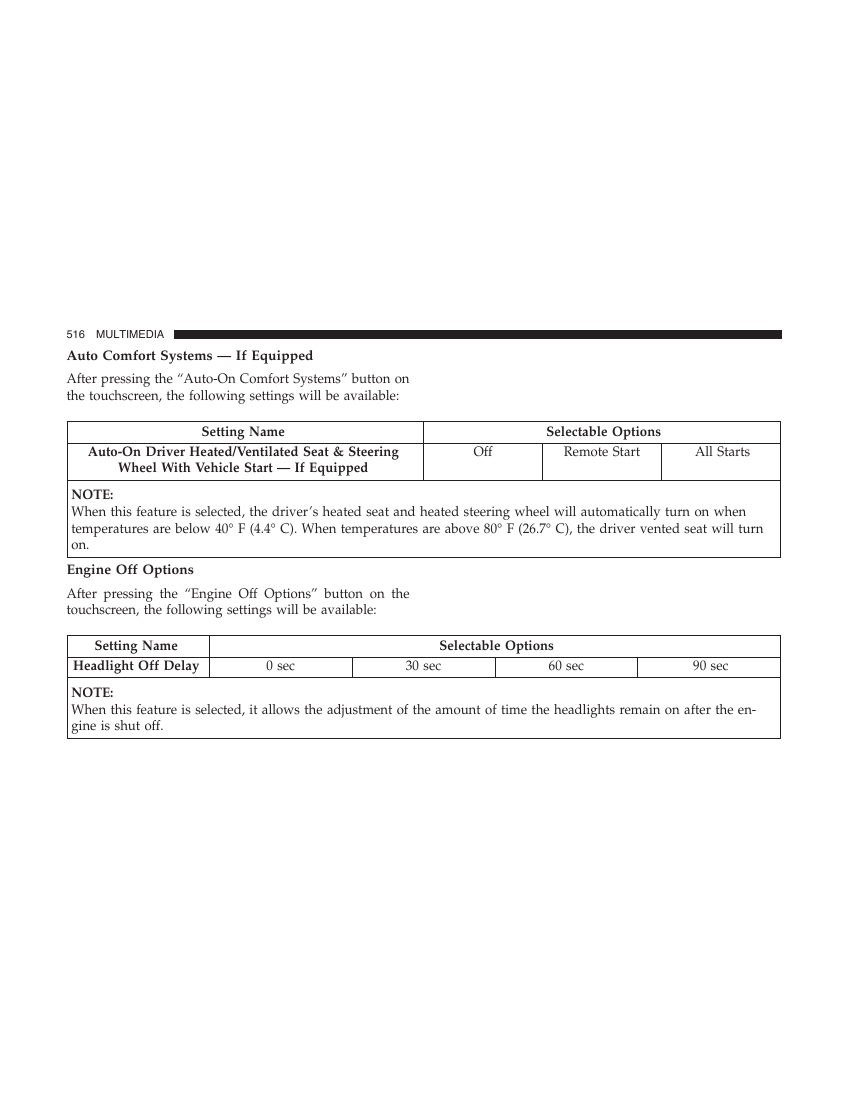 516 MULTIMEDIA
Auto Comfort Systems — If Equipped
After pressing the “Auto-On Comfort Systems” button on
the touchscreen, the following settings will be available:
Setting Name Selectable Options
Auto-On Driver Heated/Ventilated Seat & Steering Off Remote Start All Starts
Wheel With Vehicle Start — If Equipped
NOTE:
When this feature is selected, the driver’s heated seat and heated steering wheel will automatically turn on when
temperatures are below 40° F (4.4° C). When temperatures are above 80° F (26.7° C), the driver vented seat will turn
on.
Engine Off Options
After pressing the “Engine Off Options” button on the
touchscreen, the following settings will be available:
Setting Name Selectable Options
Headlight Off Delay 0 sec 30 sec 60 sec 90 sec
NOTE:
When this feature is selected, it allows the adjustment of the amount of time the headlights remain on after the en-
gine is shut off.